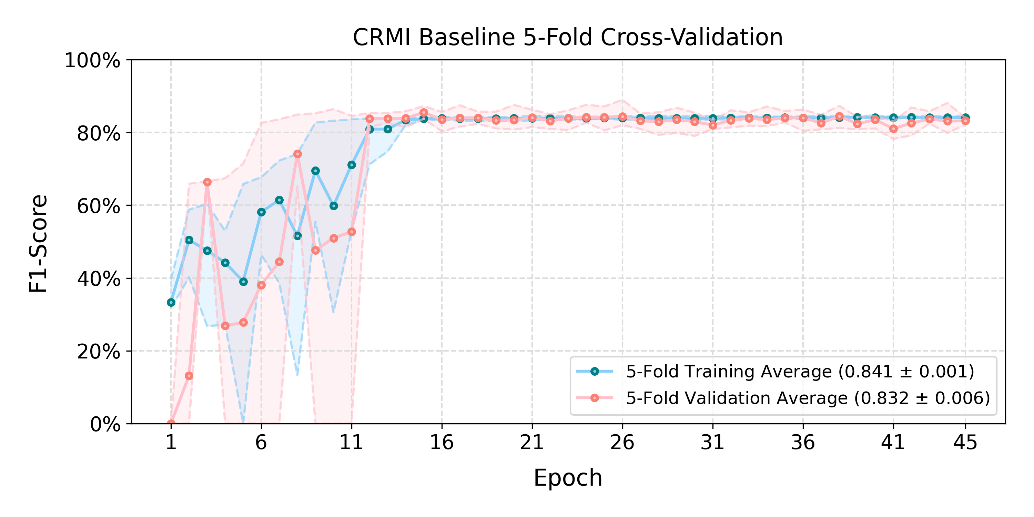 CRMI Baseline 5-Fold Cross-Validation
100%
80%
60%
40%
20%
0%
F1-Score
5-Fold Training Average (0.841 ± 0.001)
5-Fold Validation Average (0.832 ± 0.006)
1 6 11 16 21 26 31 36 41 45
Epoch